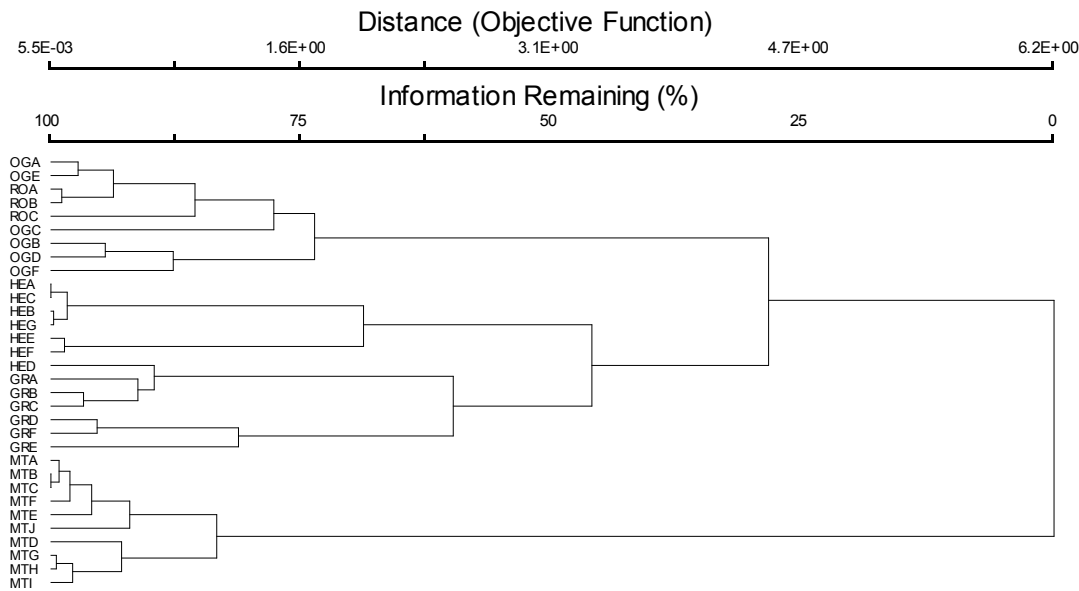 Distance (Objective Function)
5.5E-03 1.6E+00 3.1E+00 4.7E+00 6.2E+00
Information Remaining (%)
100 75 50 25 0
OGA
OGE
ROA
ROB
ROC
OGC
OGB
OGD
OGF
HEA
HEC
HEB
HEG
HEE
HEF
HED
GRA
GRB
GRC
GRD
GRF
GRE
MTA
MTB
MTC
MTF
MTE
MTJ
MTD
MTG
MTH
MTI